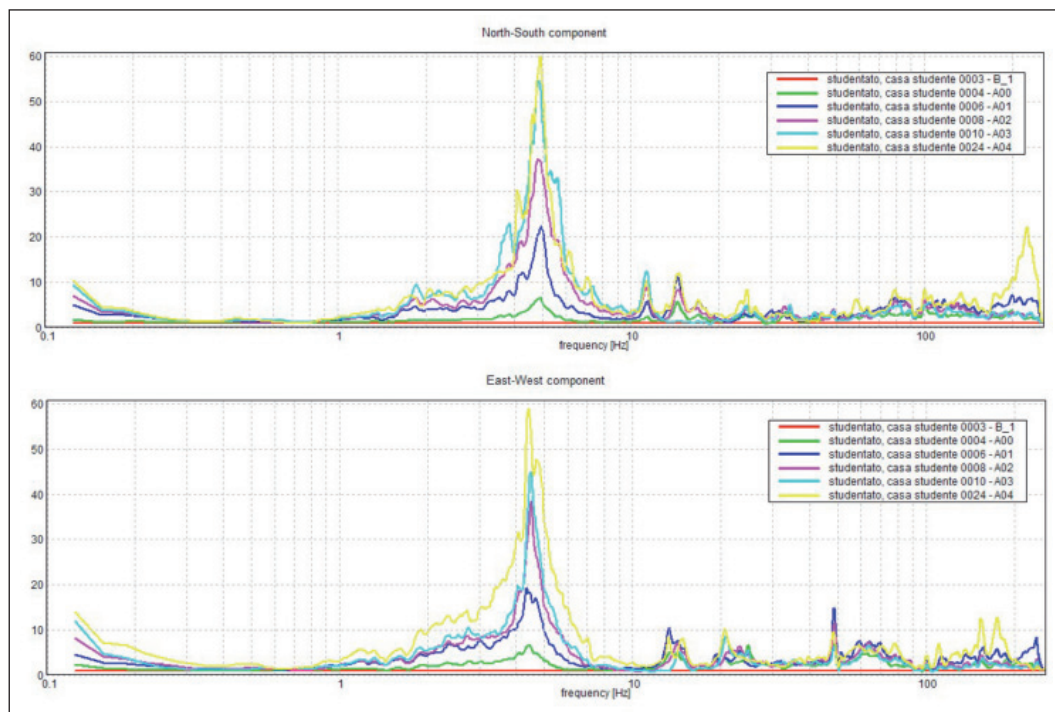 North-South component
60
50
40
30
20
10
0
0.1 1 10 100
frequency [Hz]
studentato, casa studente 0003 - B_1
studentato, casa studente 0004 - A00
studentato, casa studente 0006 - A01
studentato, casa studente 0008 - A02
studentato, casa studente 0010 - A03
studentato, casa studente 0024 - A04
East-West component
60
50
40
30
20
10
0
0.1 1 10 100
frequency [Hz]
studentato, casa studente 0003 - B_1
studentato, casa studente 0004 - A00
studentato, casa studente 0006 - A01
studentato, casa studente 0008 - A02
studentato, casa studente 0010 - A03
studentato, casa studente 0024 - A04